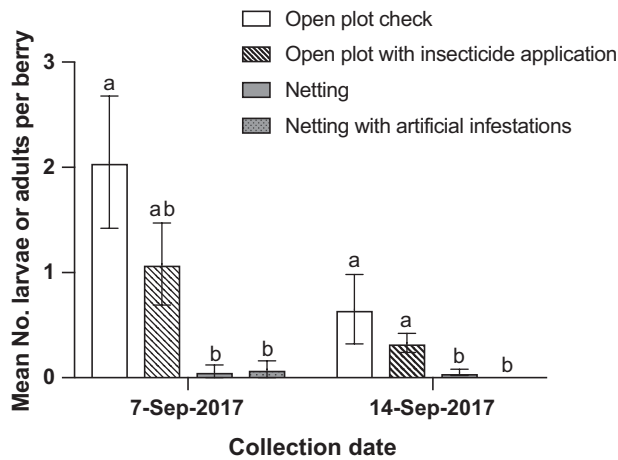 Open plot check
Open plot with insecticide application
Netting
Netting with artificial infestations
Mean No. larvae or adults per berry
3
2
1
0
a
ab
b
b
a
a
b
b
7-Sep-2017
14-Sep-2017
Collection date